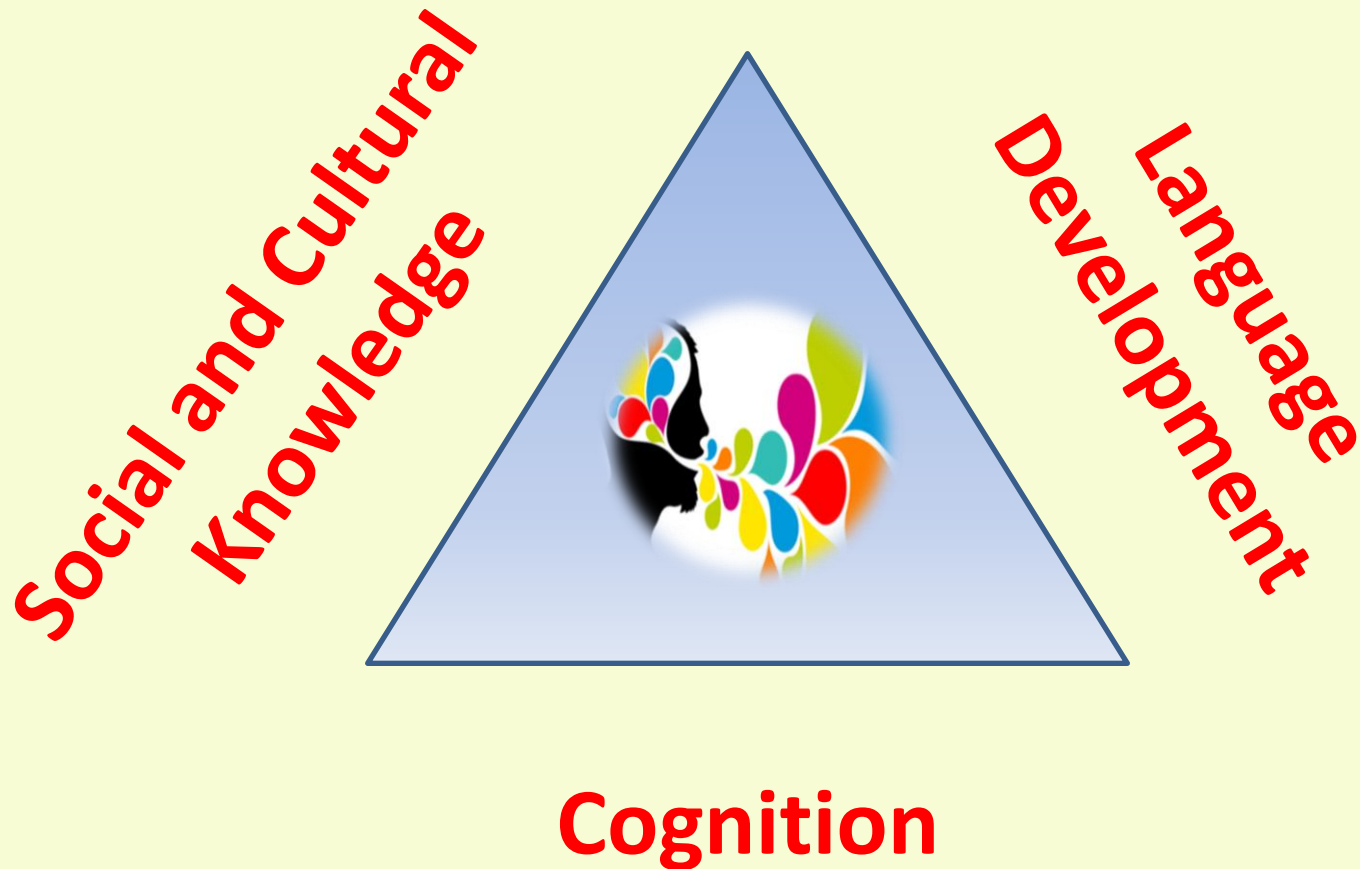 Social and Cultural
Knowledge
Language
Development
Cognition